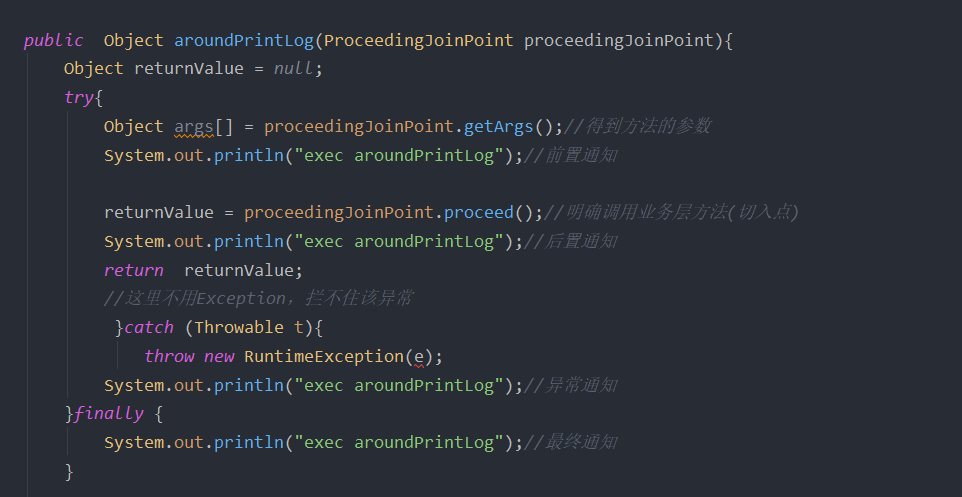 public  Object aroundPrintLog(ProceedingJoinPoint proceedingJoinPoint){
    Object returnValue = null;
    try{
        Object args[] = proceedingJoinPoint.getArgs();//得到方法的参数
        System.out.println("exec aroundPrintLog");//前置通知

        returnValue = proceedingJoinPoint.proceed();//明确调用业务层方法(切入点)
        System.out.println("exec aroundPrintLog");//后置通知
        return  returnValue;
        //这里不用Exception，拦不住该异常
         }catch (Throwable t){
            throw new RuntimeException(e);
        System.out.println("exec aroundPrintLog");//异常通知
    }finally {
        System.out.println("exec aroundPrintLog");//最终通知
    }